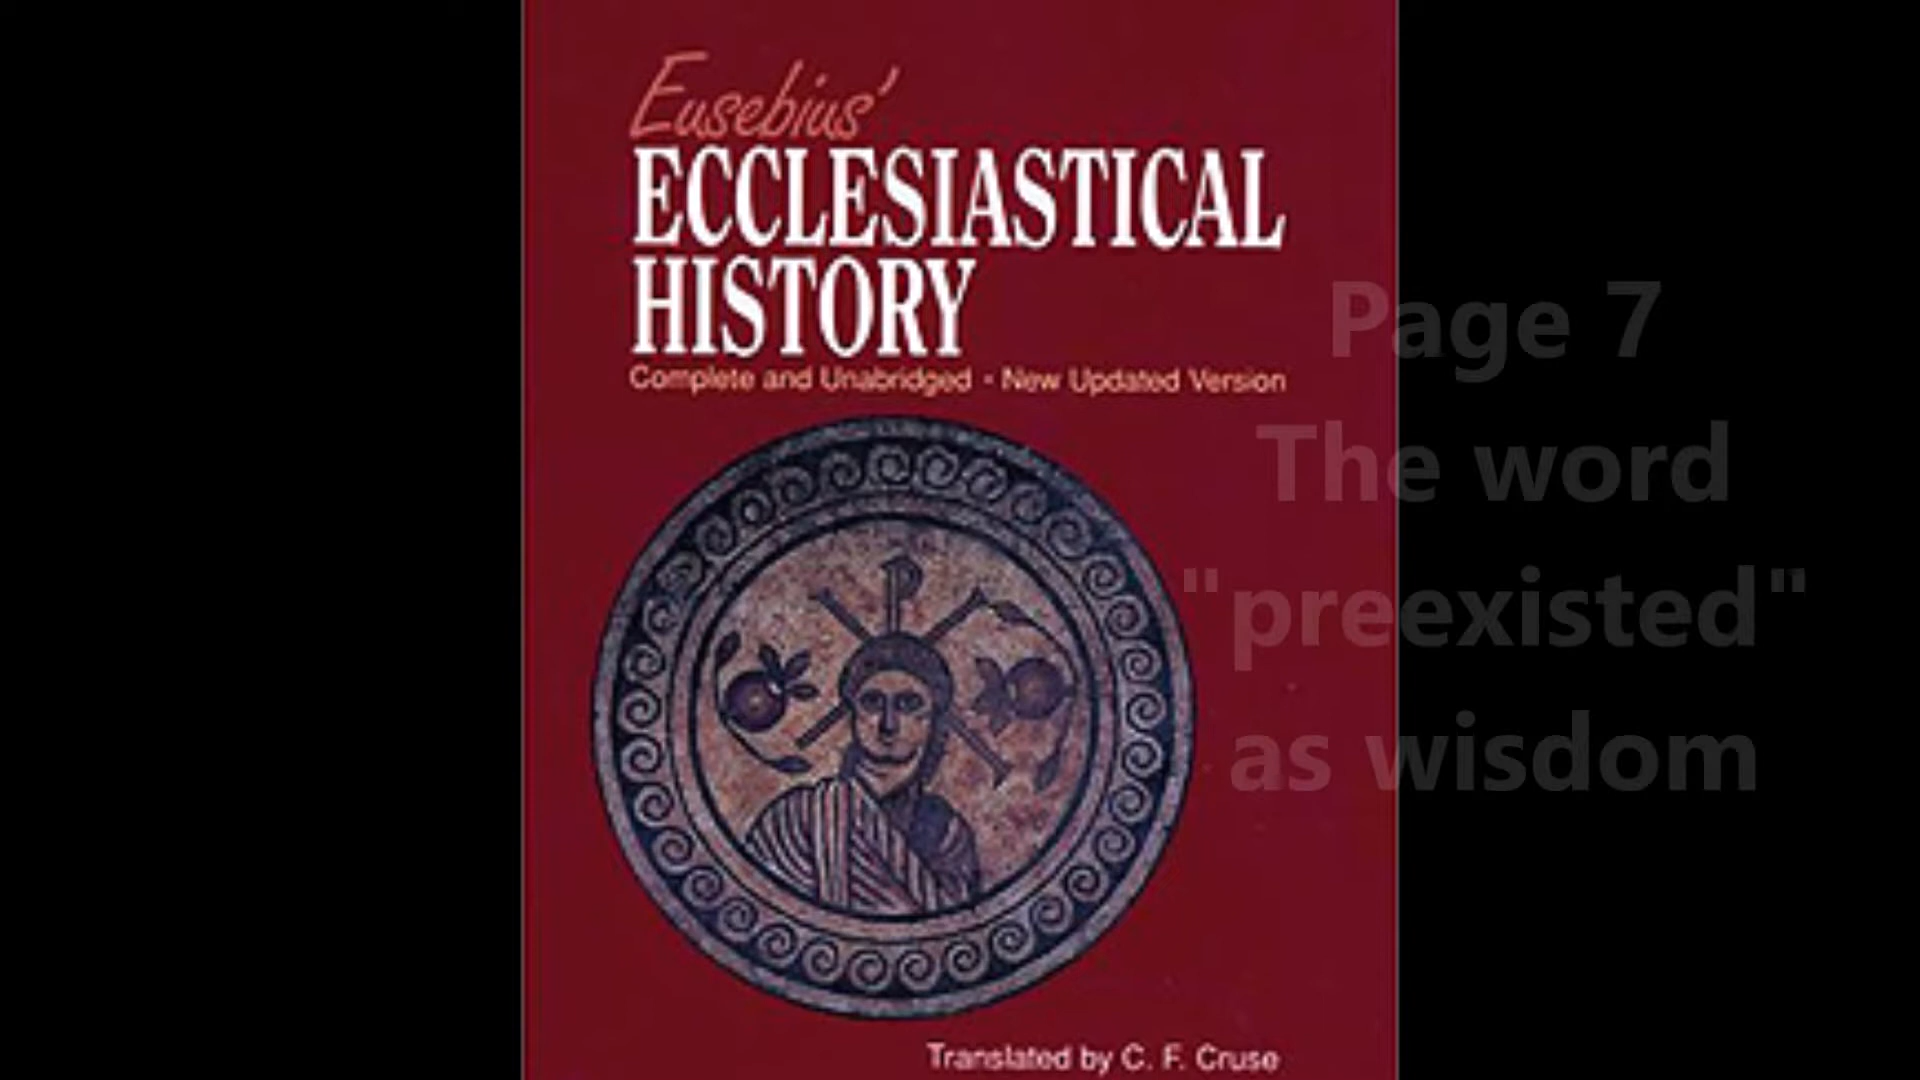 Eusebius'
ECCLESIASTICAL
HISTORY
Complete and Unabridged • New Updated Version
Translated by C. F. Cruse
Page 7
The word
"preexisted"
as wisdom